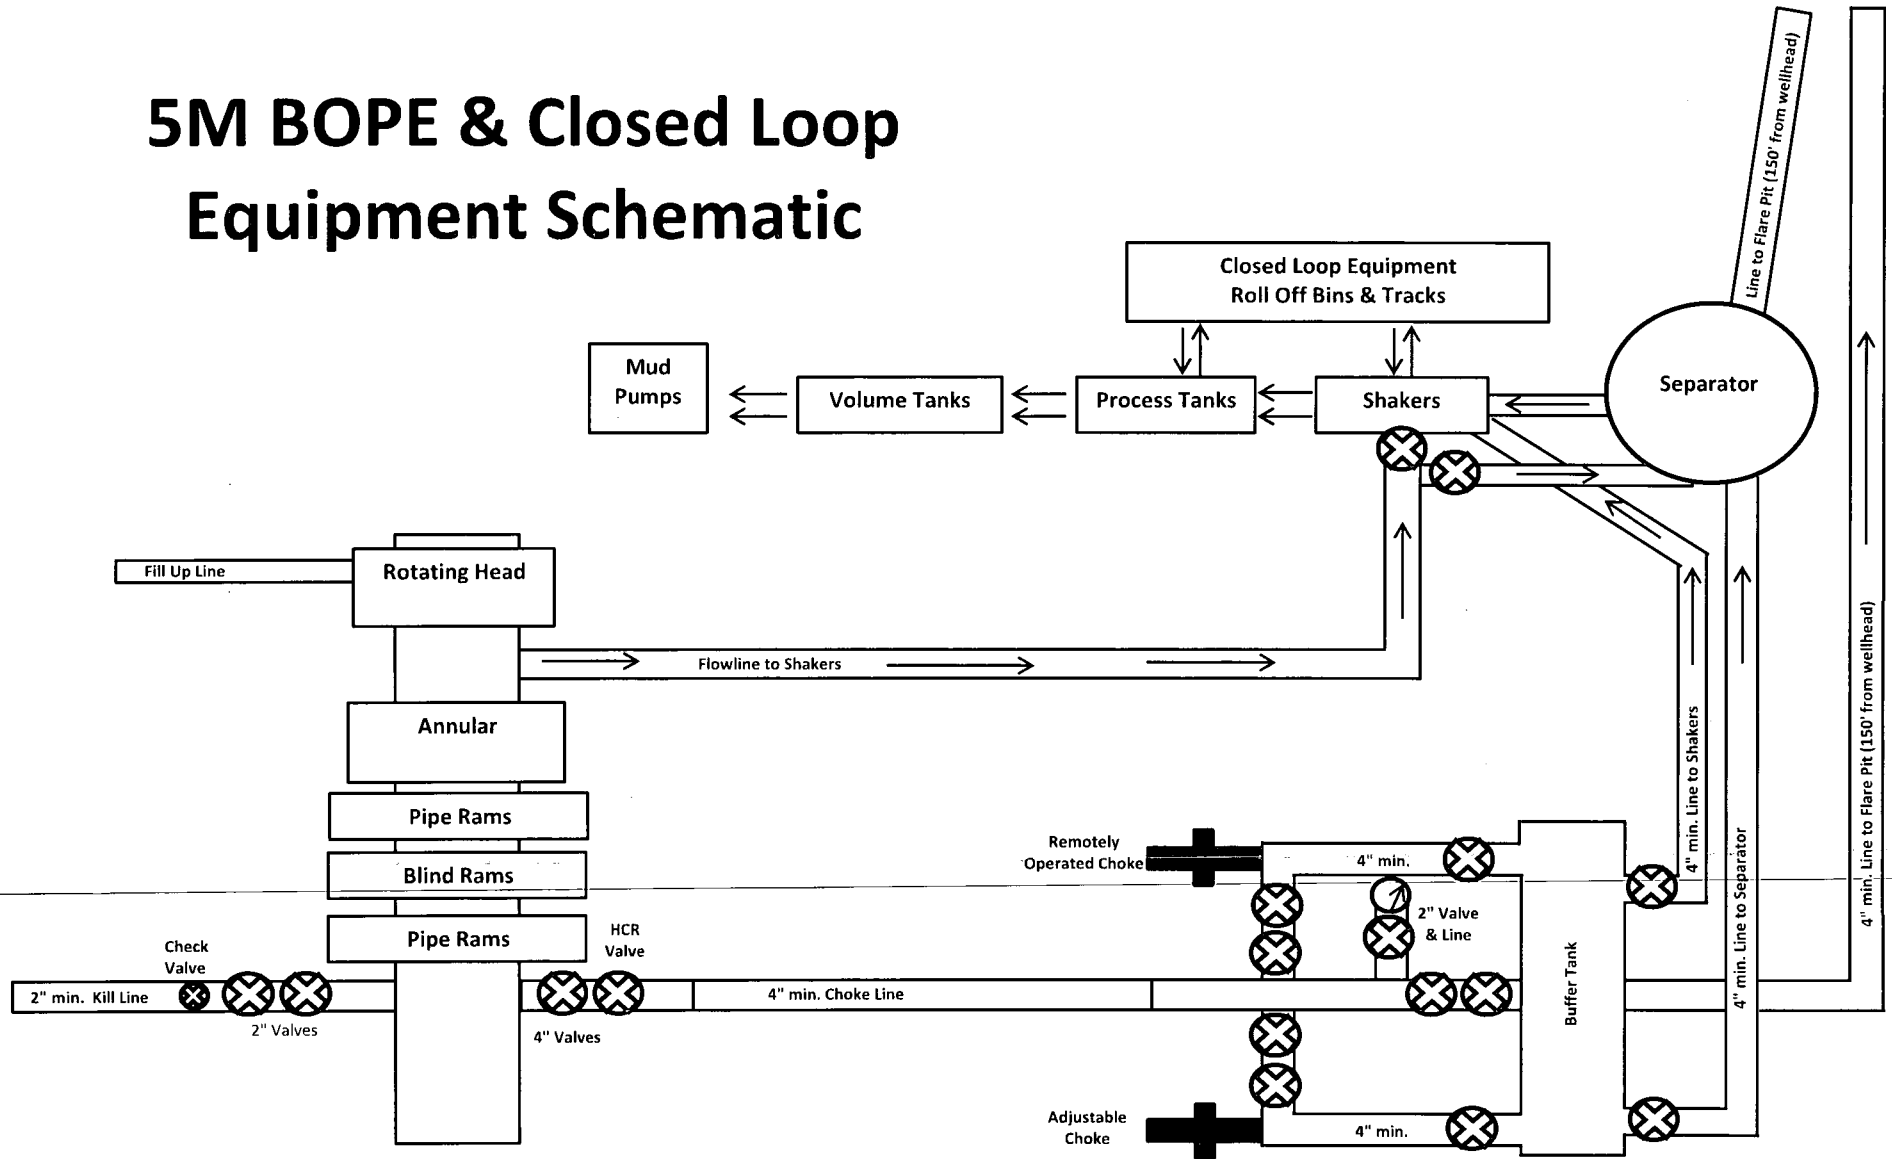 5M BOPE & Closed Loop
Equipment Schematic
Line to Flare Pit (150' from wellhead)
Closed Loop Equipment
Roll Off Bins & Tracks
Mud
Pumps
Volume Tanks
Process Tanks
Shakers
Separator
Fill Up Line
Rotating Head
Flowline to Shakers
Annular
Pipe Rams
Blind Rams
Pipe Rams
Check
Valve
HCR
Valve
2" min. Kill Line
2" Valves
4" Valves
4" min. Choke Line
Remotely
Operated Choke
4" min.
2" Valve
& Line
Adjustable
Choke
4" min.
Buffer Tank
4" min. Line to Shakers
4" min. Line to Separator
4" min. Line to Flare Pit (150' from wellhead)